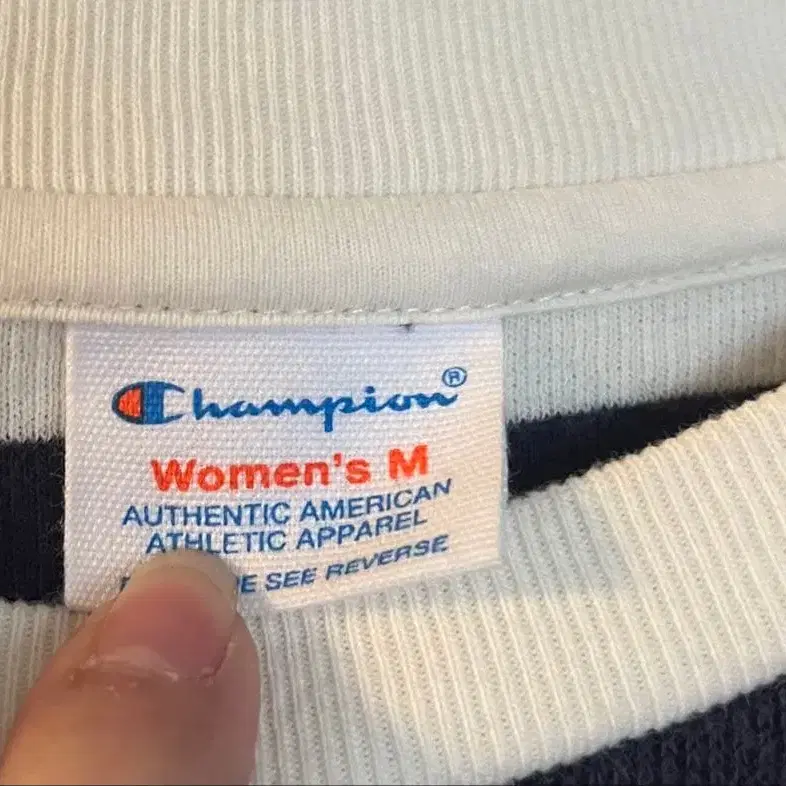 Champion®
Women's M
AUTHENTIC AMERICAN
ATHLETIC APPAREL
SEE REVERSE